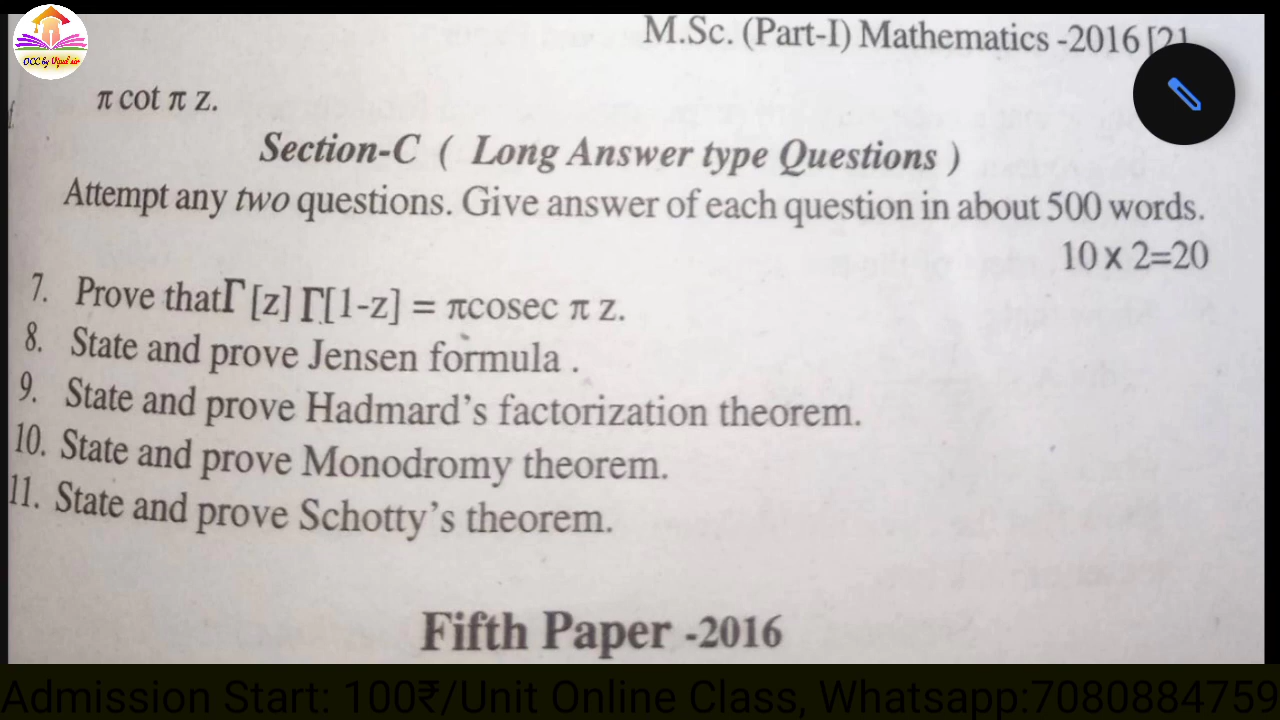 M.Sc. (Part-I) Mathematics -2016 [21
OCC by Vipul sir
π cot π z.
Section-C ( Long Answer type Questions )
Attempt any two questions. Give answer of each question in about 500 words.
10 x 2=20
7. Prove thatΓ [z] Γ[1-z] = πcosec π z.
8. State and prove Jensen formula .
9. State and prove Hadmard's factorization theorem.
10. State and prove Monodromy theorem.
11. State and prove Schotty's theorem.
Fifth Paper -2016
Admission Start: 100₹/Unit Online Class, Whatsapp:7080884759